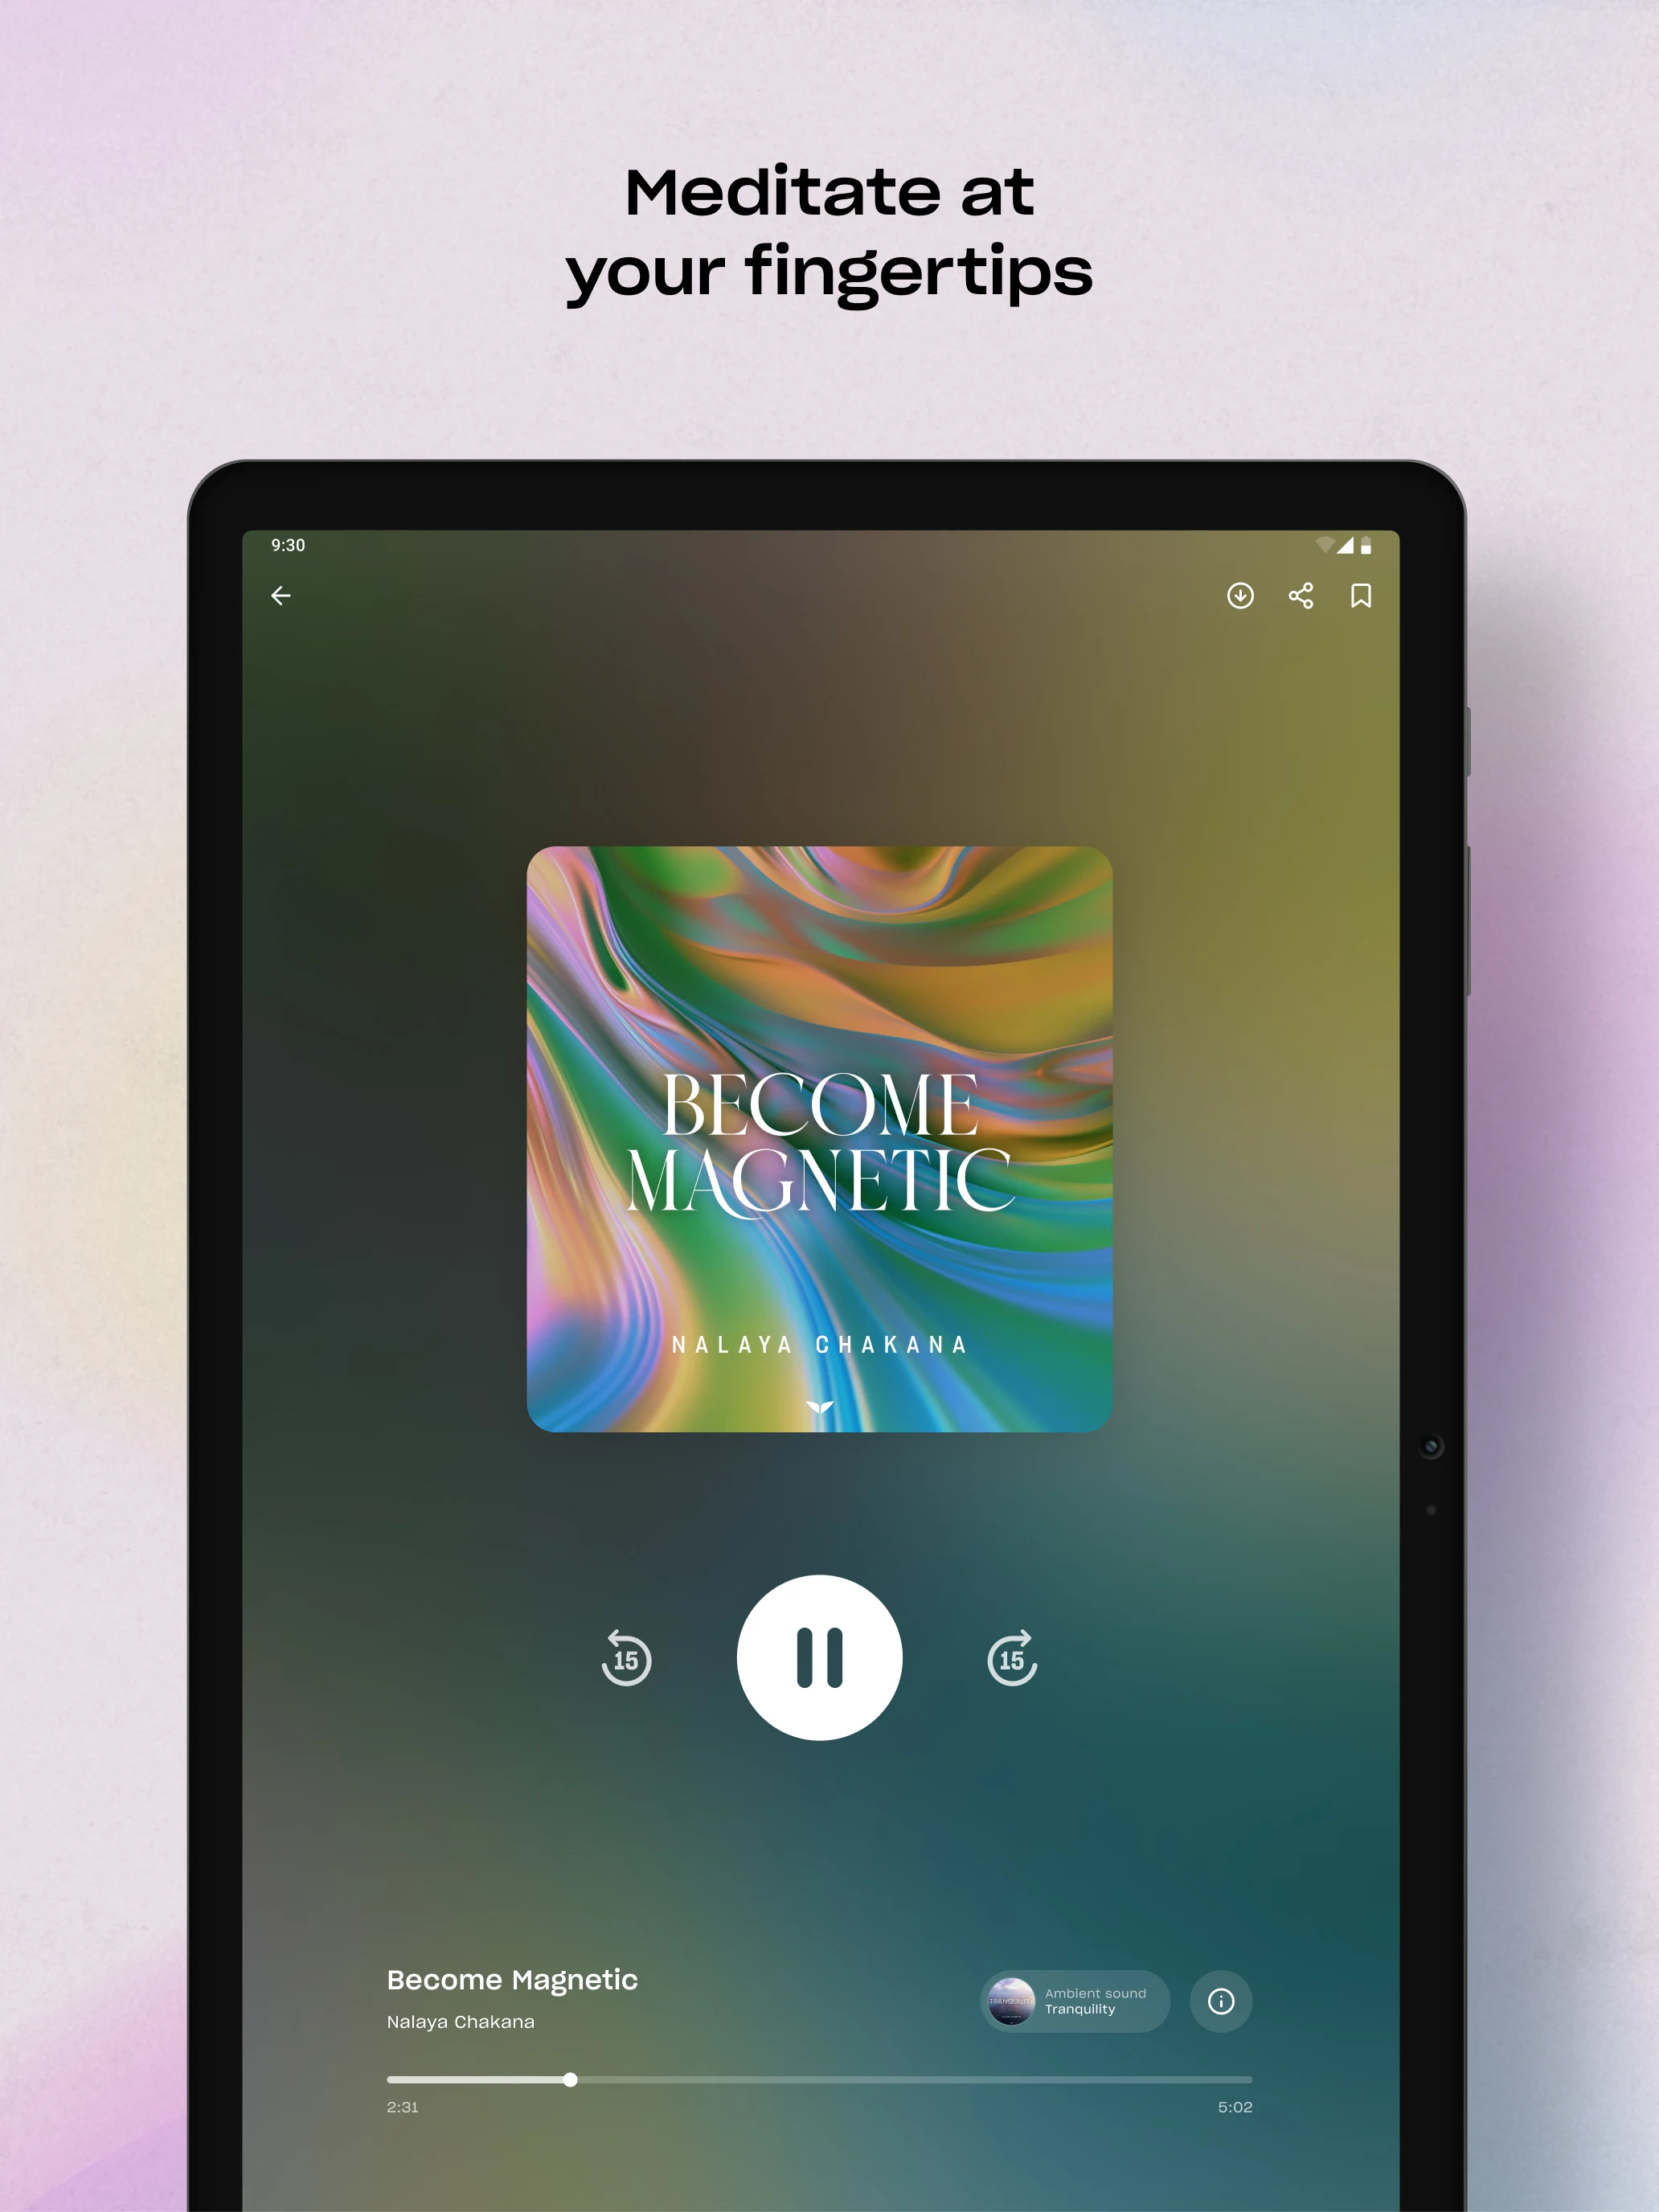 Meditate at
your fingertips
9:30
BECOME
MAGNETIC
NALAYA CHAKANA
15
15
Become Magnetic
Nalaya Chakana
TRANQUILITY
Ambient sound
Tranquility
2:31
5:02